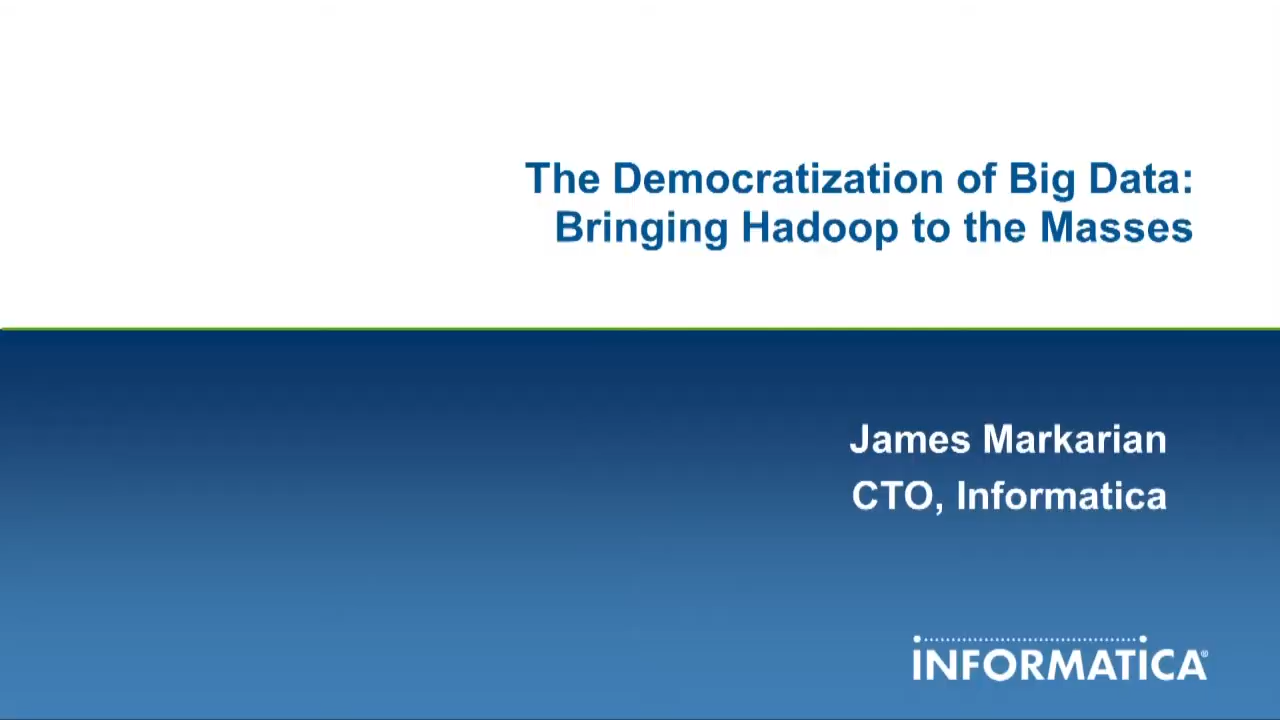 The Democratization of Big Data:
Bringing Hadoop to the Masses
James Markarian
CTO, Informatica
INFORMATICA®